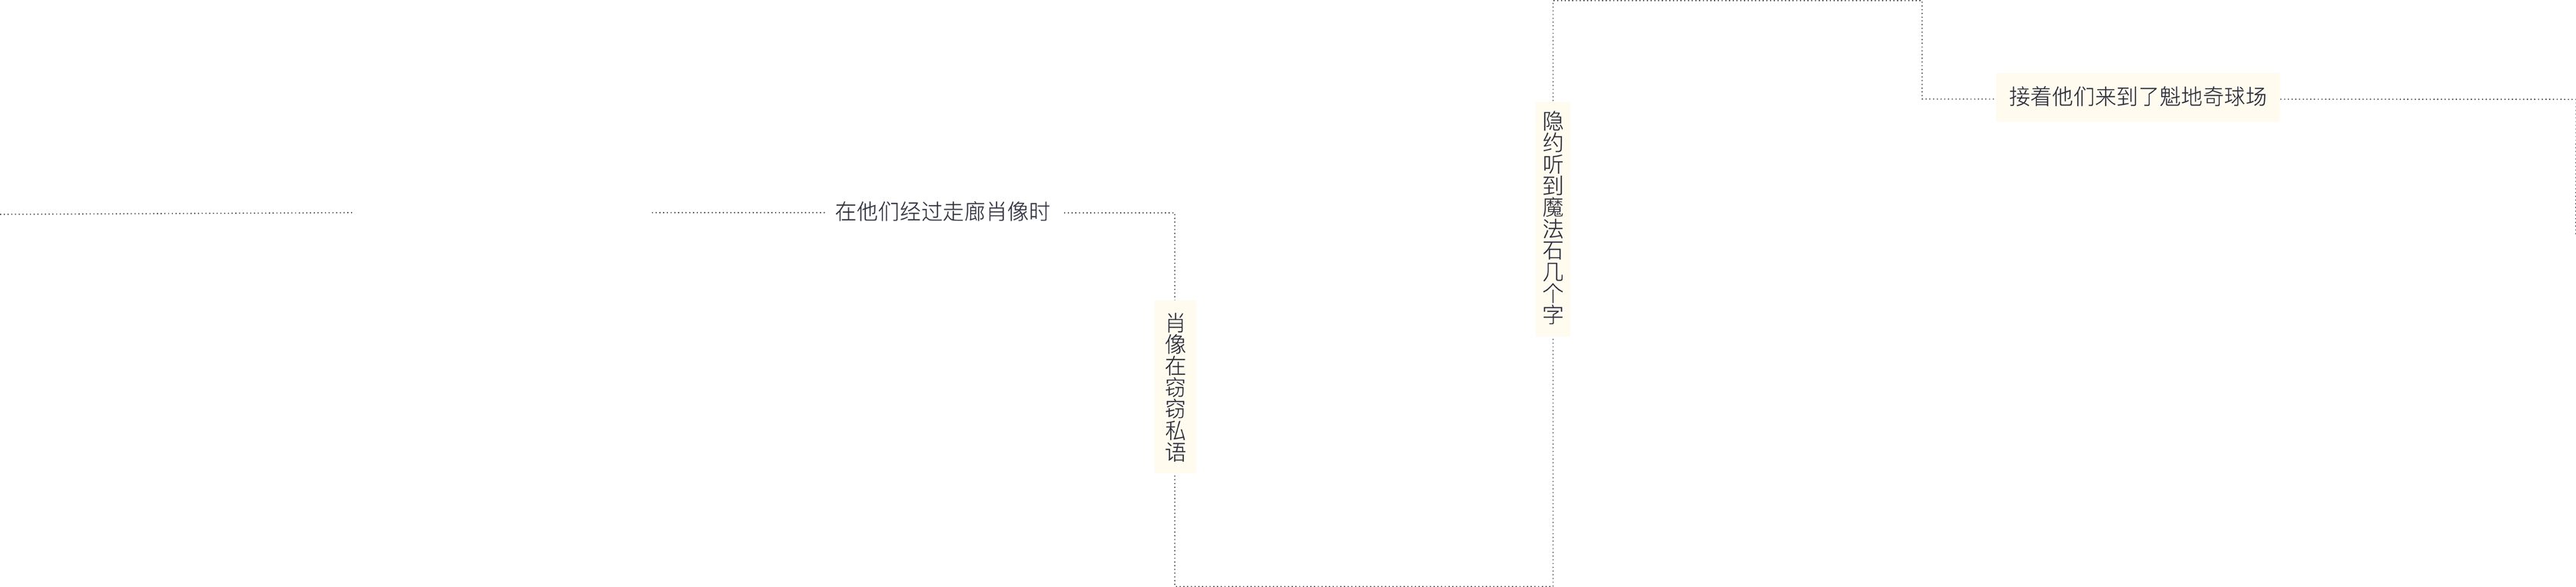 在他们经过走廊肖像时
肖像在窃窃私语
隐约听到魔法石几个字
接着他们来到了魁地奇球场